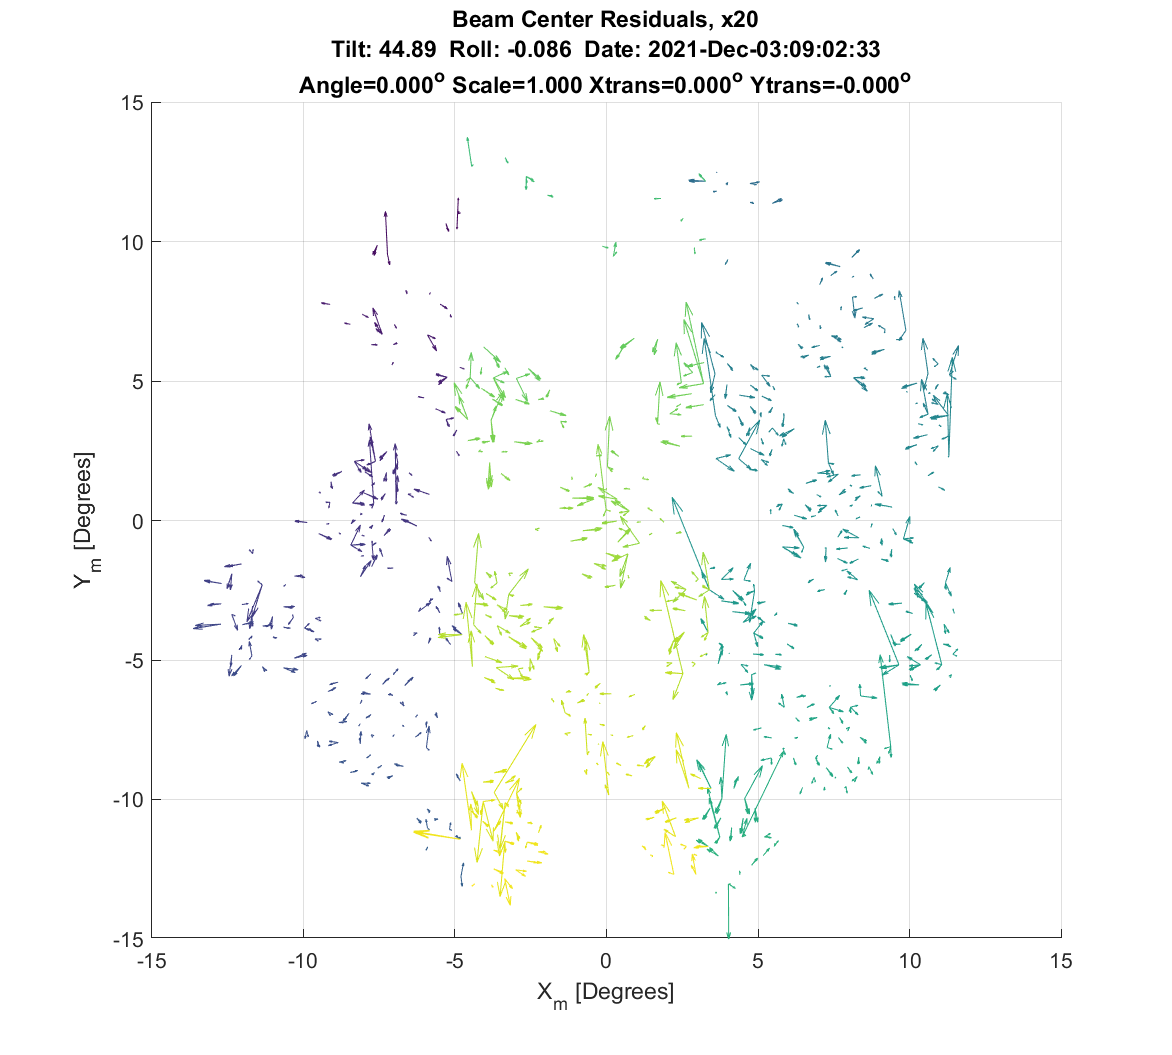 Beam Center Residuals, x20
Tilt: 44.89 Roll: -0.086 Date: 2021-Dec-03:09:02:33
Angle=0.000° Scale=1.000 Xtrans=0.000° Ytrans=-0.000°
15
10
5
0
-5
-10
-15
Y_m [Degrees]
-15 -10 -5 0 5 10 15
X_m [Degrees]